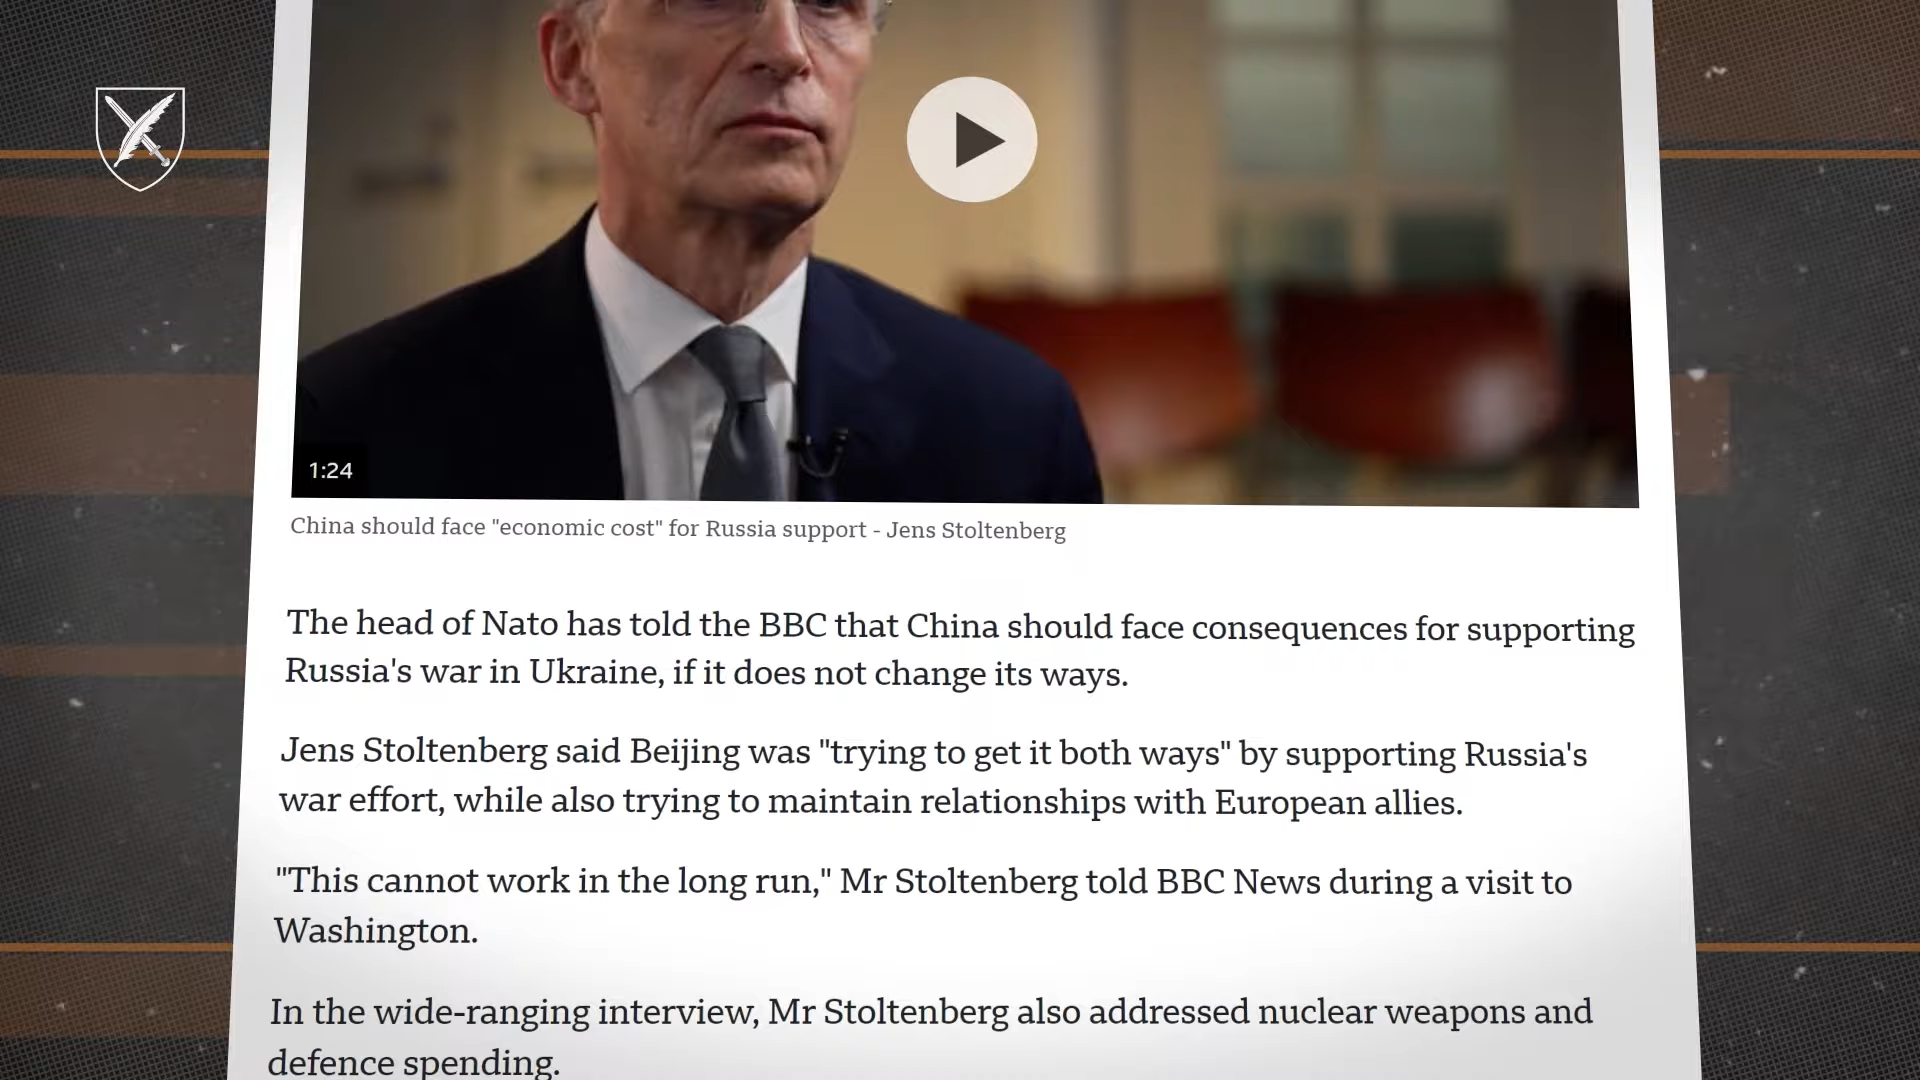 1:24
China should face "economic cost" for Russia support - Jens Stoltenberg
The head of Nato has told the BBC that China should face consequences for supporting
Russia's war in Ukraine, if it does not change its ways.
Jens Stoltenberg said Beijing was "trying to get it both ways" by supporting Russia's
war effort, while also trying to maintain relationships with European allies.
"This cannot work in the long run," Mr Stoltenberg told BBC News during a visit to
Washington.
In the wide-ranging interview, Mr Stoltenberg also addressed nuclear weapons and
defence spending.